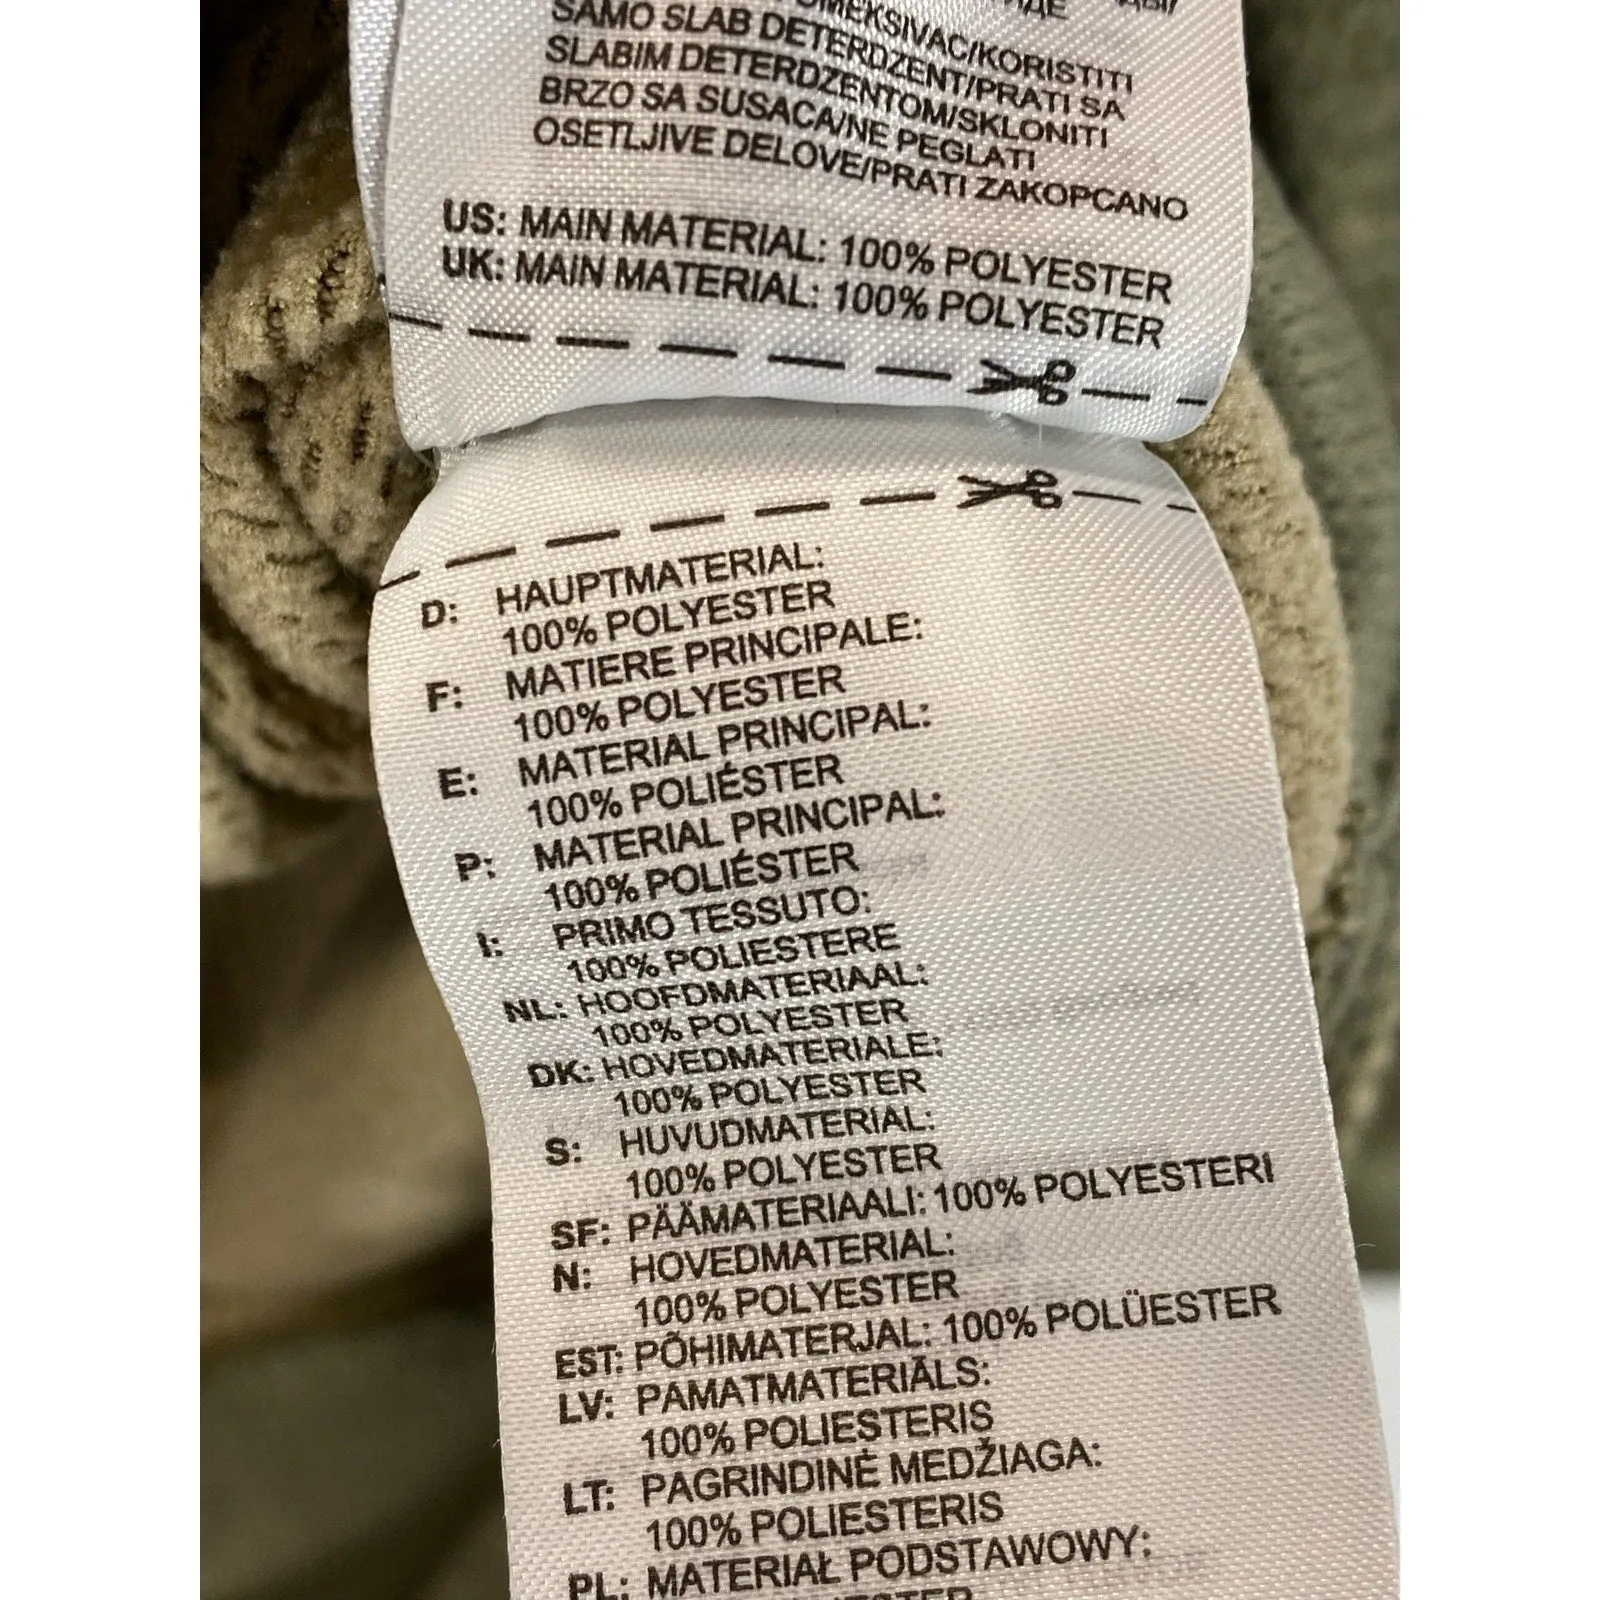 SAMO SLAB DETERDZENT/PRATI SA
SLABIM DETERDZENTOM/SKLONITI
BRZO SA SUSACA/NE PEGLATI
OSETLJIVE DELOVE/PRATI ZAKOPCANO
US: MAIN MATERIAL: 100% POLYESTER
UK: MAIN MATERIAL: 100% POLYESTER
D: HAUPTMATERIAL:
100% POLYESTER
F: MATIERE PRINCIPALE:
100% POLYESTER
E: MATERIAL PRINCIPAL:
100% POLIÉSTER
P: MATERIAL PRINCIPAL:
100% POLIÉSTER
I: PRIMO TESSUTO:
100% POLIESTERE
NL: HOOFDMATERIAAL:
100% POLYESTER
DK: HOVEDMATERIALE:
100% POLYESTER
S: HUVUDMATERIAL:
100% POLYESTER
SF: PÄÄMATERIAALI: 100% POLYESTERI
N: HOVEDMATERIAL:
100% POLYESTER
EST: PÕHIMATERJAL: 100% POLÜESTER
LV: PAMATMATERIĀLS:
100% POLIESTERIS
LT: PAGRINDINĖ MEDŽIAGA:
100% POLIESTERIS
PL: MATERIAŁ PODSTAWOWY: